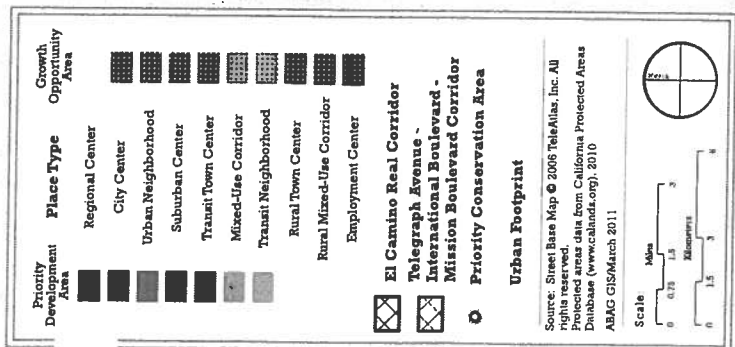 Priority
Development
Area
Place Type
Growth
Opportunity
Area
Regional Center
City Center
Urban Neighborhood
Suburban Center
Transit Town Center
Mixed-Use Corridor
Transit Neighborhood
Rural Town Center
Rural Mixed-Use Corridor
Employment Center
El Camino Real Corridor
Telegraph Avenue -
International Boulevard -
Mission Boulevard Corridor
Priority Conservation Area
Urban Footprint
Source: Street Base Map © 2006 TeleAtlas, Inc. All
rights reserved.
Protected areas data from California Protected Areas
Database (www.calands.org), 2010
ABAG GIS/March 2011
Scale:
Miles
0 0.75 1.5 3
Kilometers
0 1.5 3 6